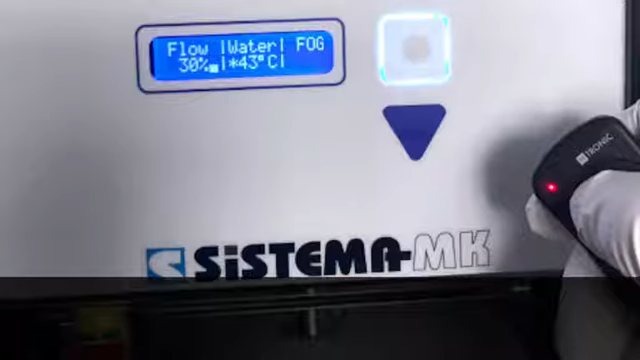 Flow |Water| FOG
30% |*43°C|
TRONIC
SiSTEMA-MK